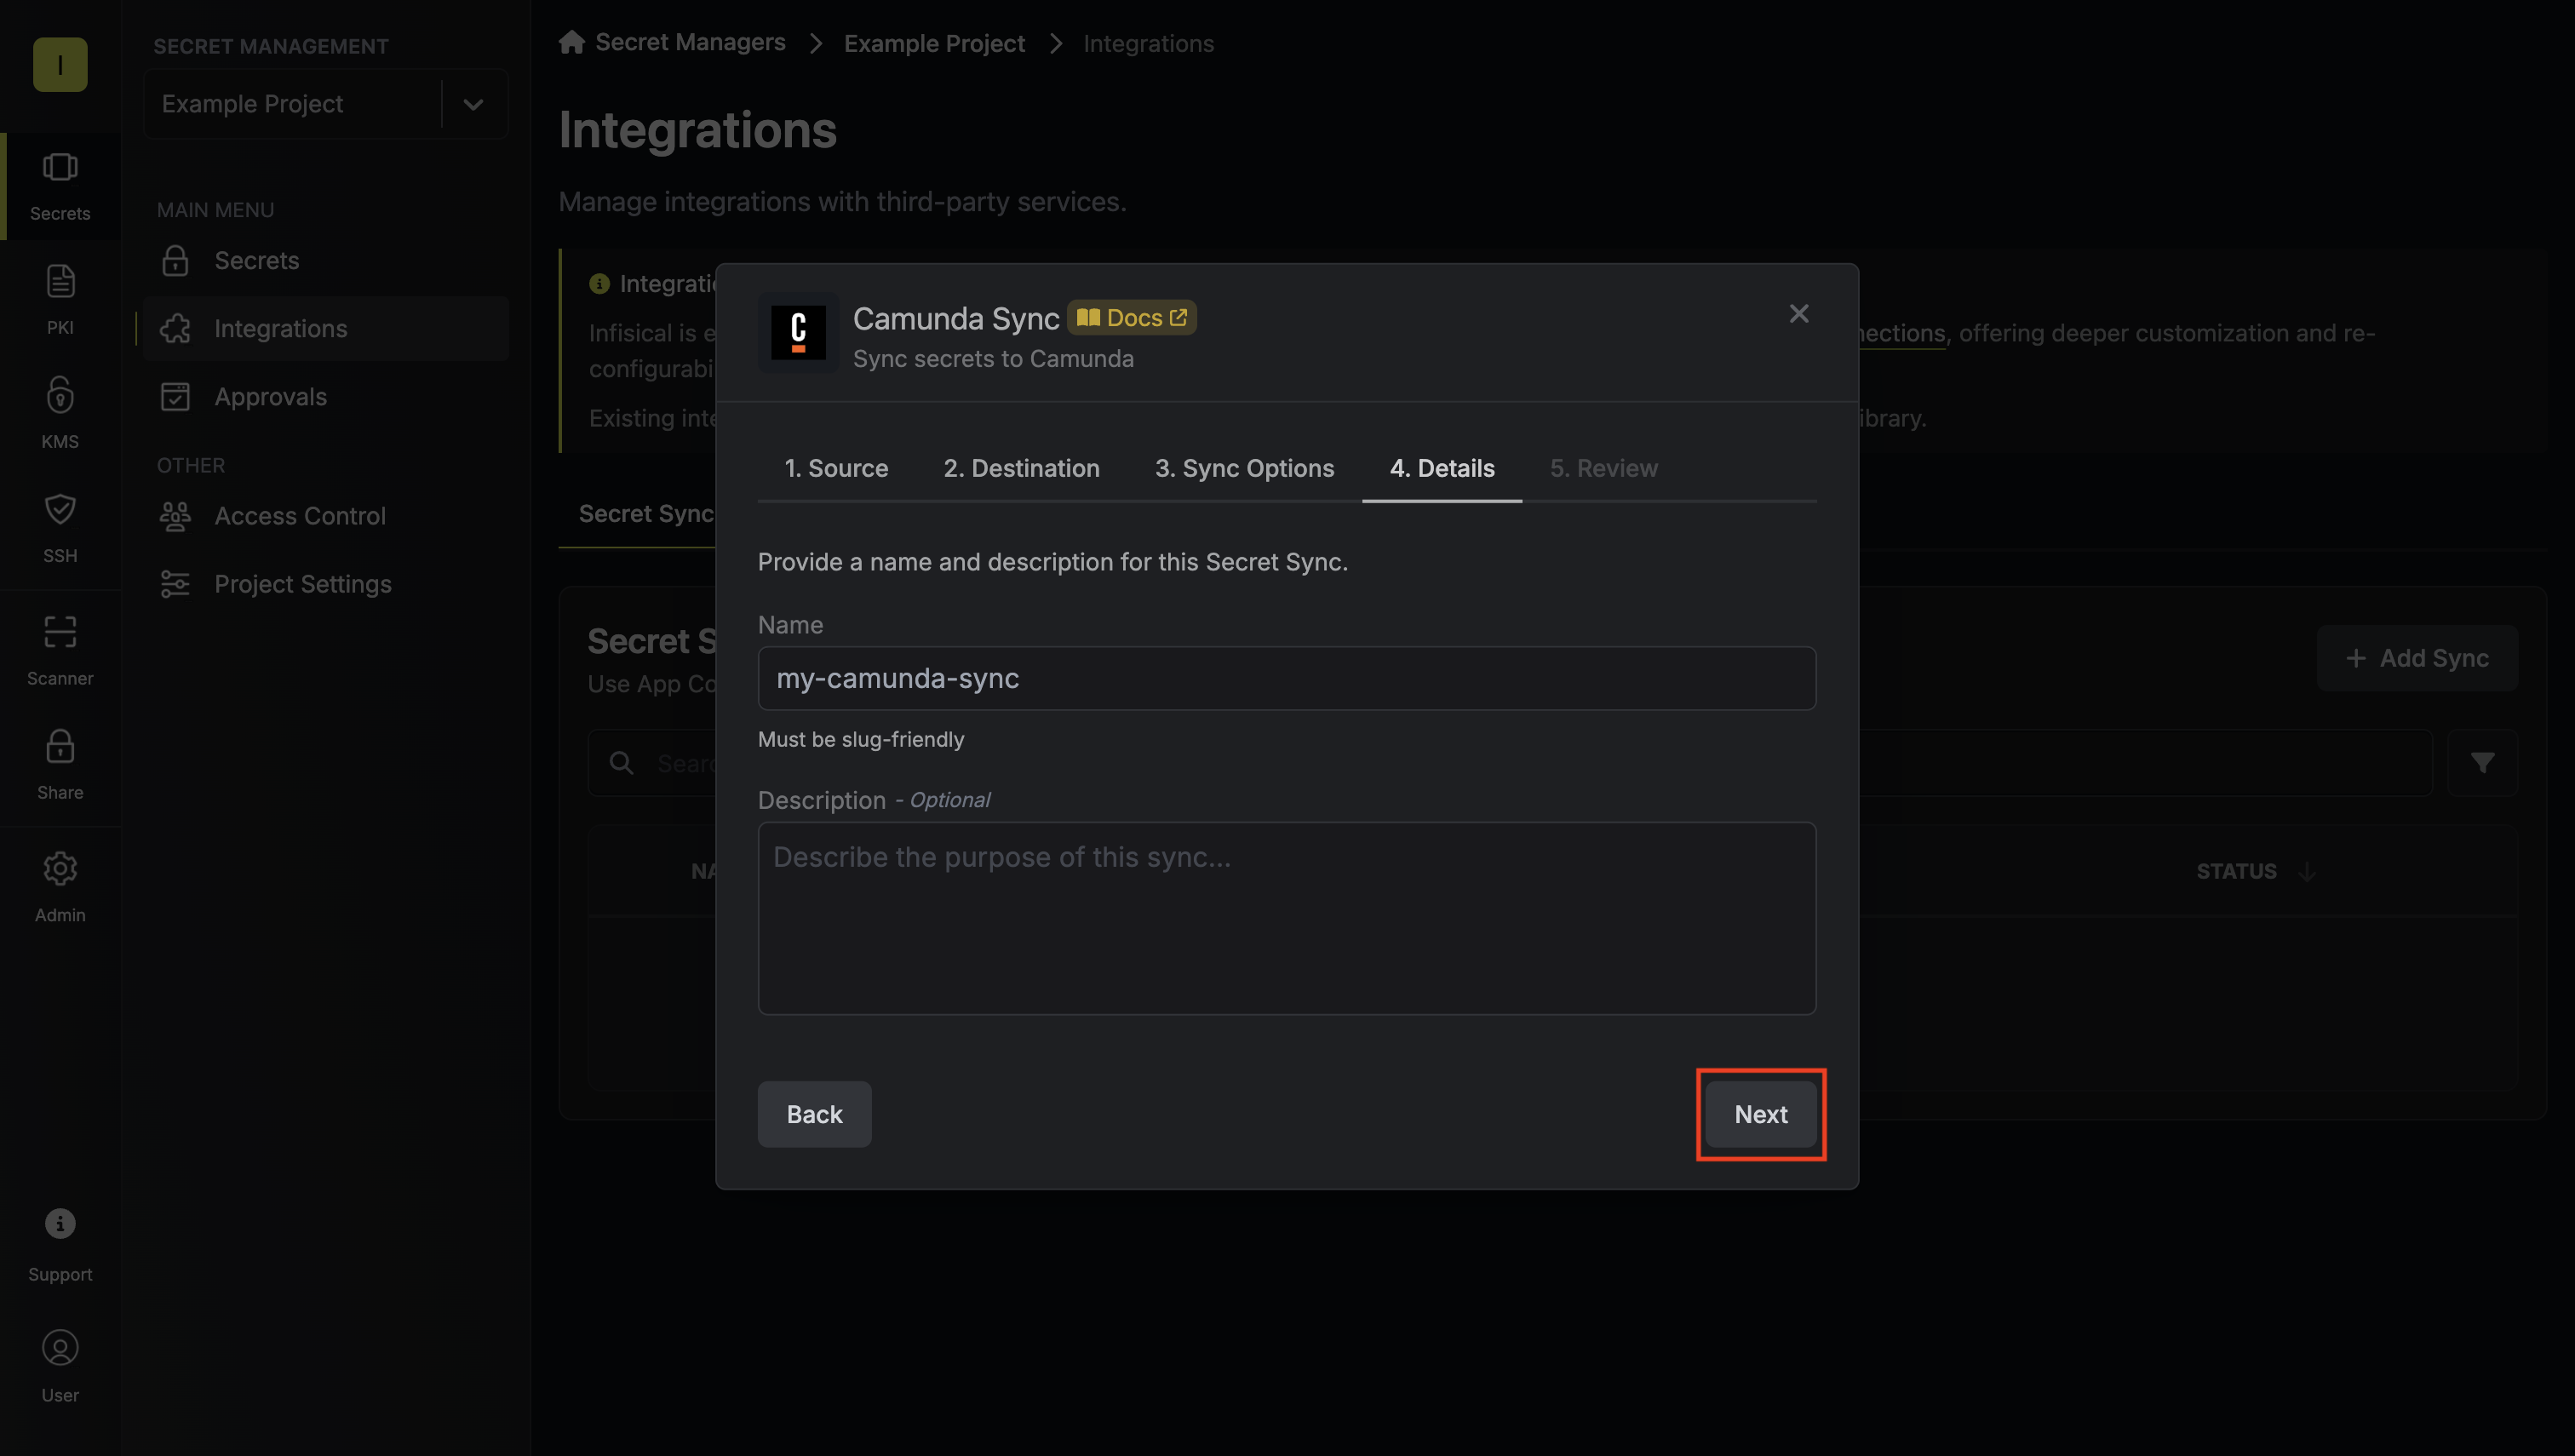 I
Secrets
PKI
KMS
SSH
Scanner
Share
Admin
Support
User
SECRET MANAGEMENT
Example Project
MAIN MENU
Secrets
Integrations
Approvals
OTHER
Access Control
Project Settings
Secret Managers
Example Project
Integrations
Integrations
Manage integrations with third-party services.
Integrati
Infisical is e
nections, offering deeper customization and re-
configurabi
Existing inte
ibrary.
Secret Sync
Secret S
Use App Co
+ Add Sync
Searc
NA
STATUS
C
Camunda Sync
Docs
Sync secrets to Camunda
1. Source
2. Destination
3. Sync Options
4. Details
5. Review
Provide a name and description for this Secret Sync.
Name
my-camunda-sync
Must be slug-friendly
Description - Optional
Describe the purpose of this sync...
Back
Next